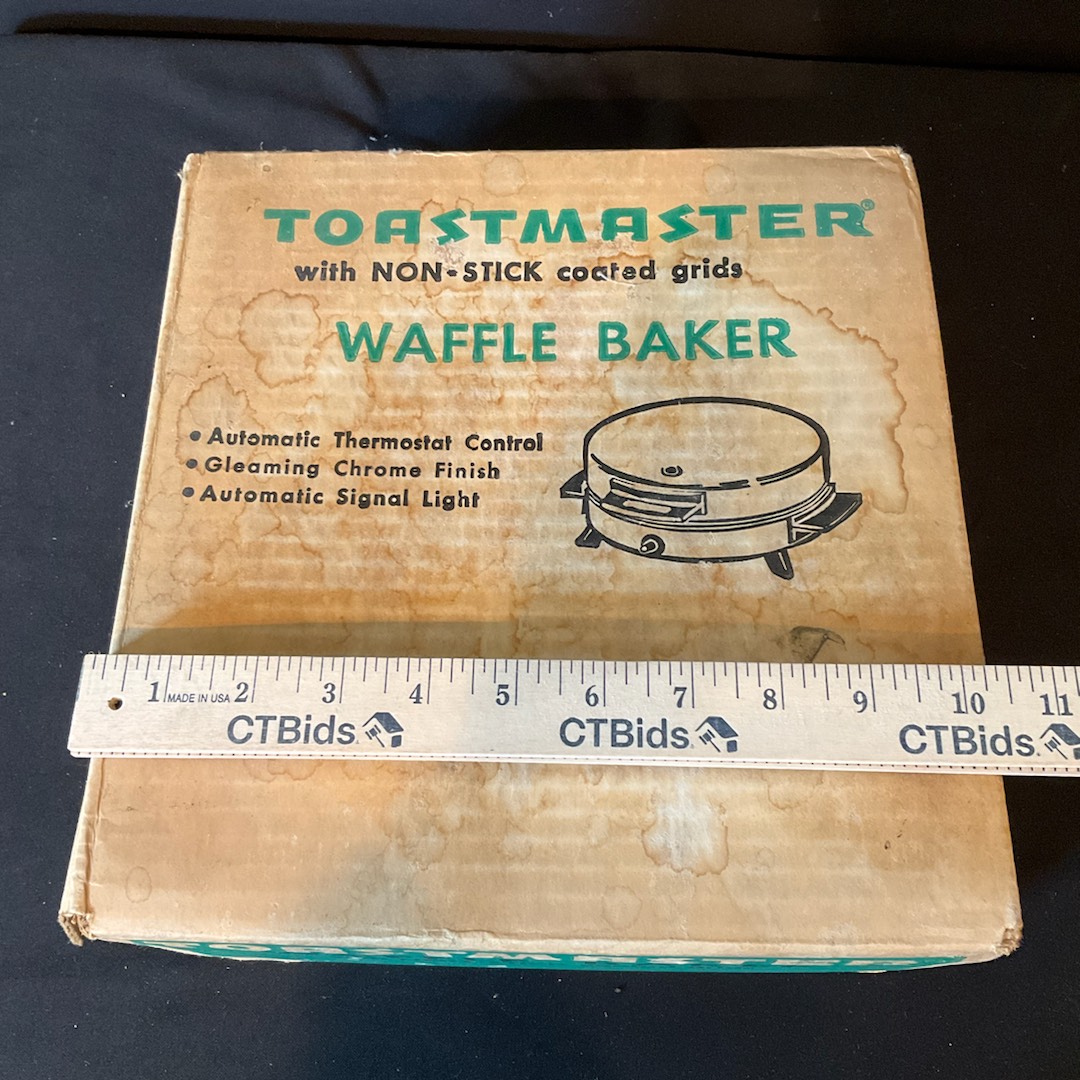 TOASTMASTER®
with NON-STICK coated grids
WAFFLE BAKER
• Automatic Thermostat Control
• Gleaming Chrome Finish
• Automatic Signal Light
1 MADE IN USA 2 3 4 5 6 7 8 9 10 11
CTBids. CTBids. CTBids.
TOASTMASTER